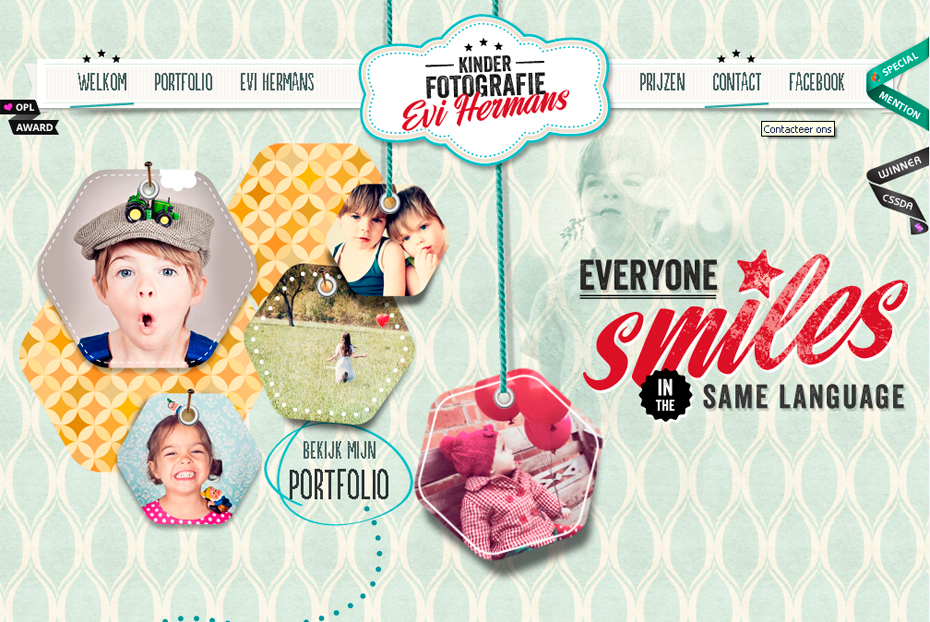 WELKOM
PORTFOLIO
EVI HERMANS
KINDER
FOTOGRAFIE
Evi Hermans
PRIJZEN
CONTACT
FACEBOOK
SPECIAL
MENTION
OPL
AWARD
Contacteer ons
WINNER
CSSDA
EVERYONE
smiles
IN
THE
SAME LANGUAGE
BEKIJK MIJN
PORTFOLIO